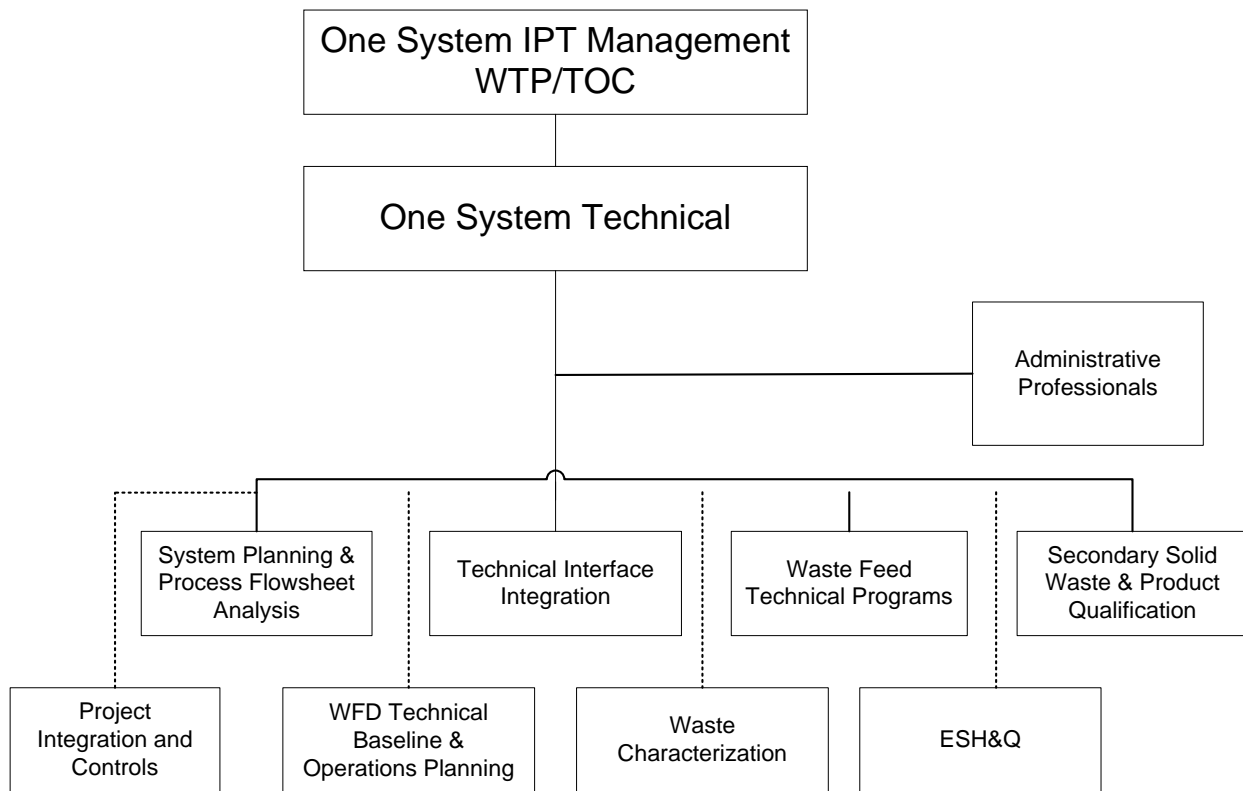 One System IPT Management
WTP/TOC
One System Technical
Administrative
Professionals
System Planning &
Process Flowsheet
Analysis
Technical Interface
Integration
Waste Feed
Technical Programs
Secondary Solid
Waste & Product
Qualification
Project
Integration and
Controls
WFD Technical
Baseline &
Operations Planning
Waste
Characterization
ESH&Q